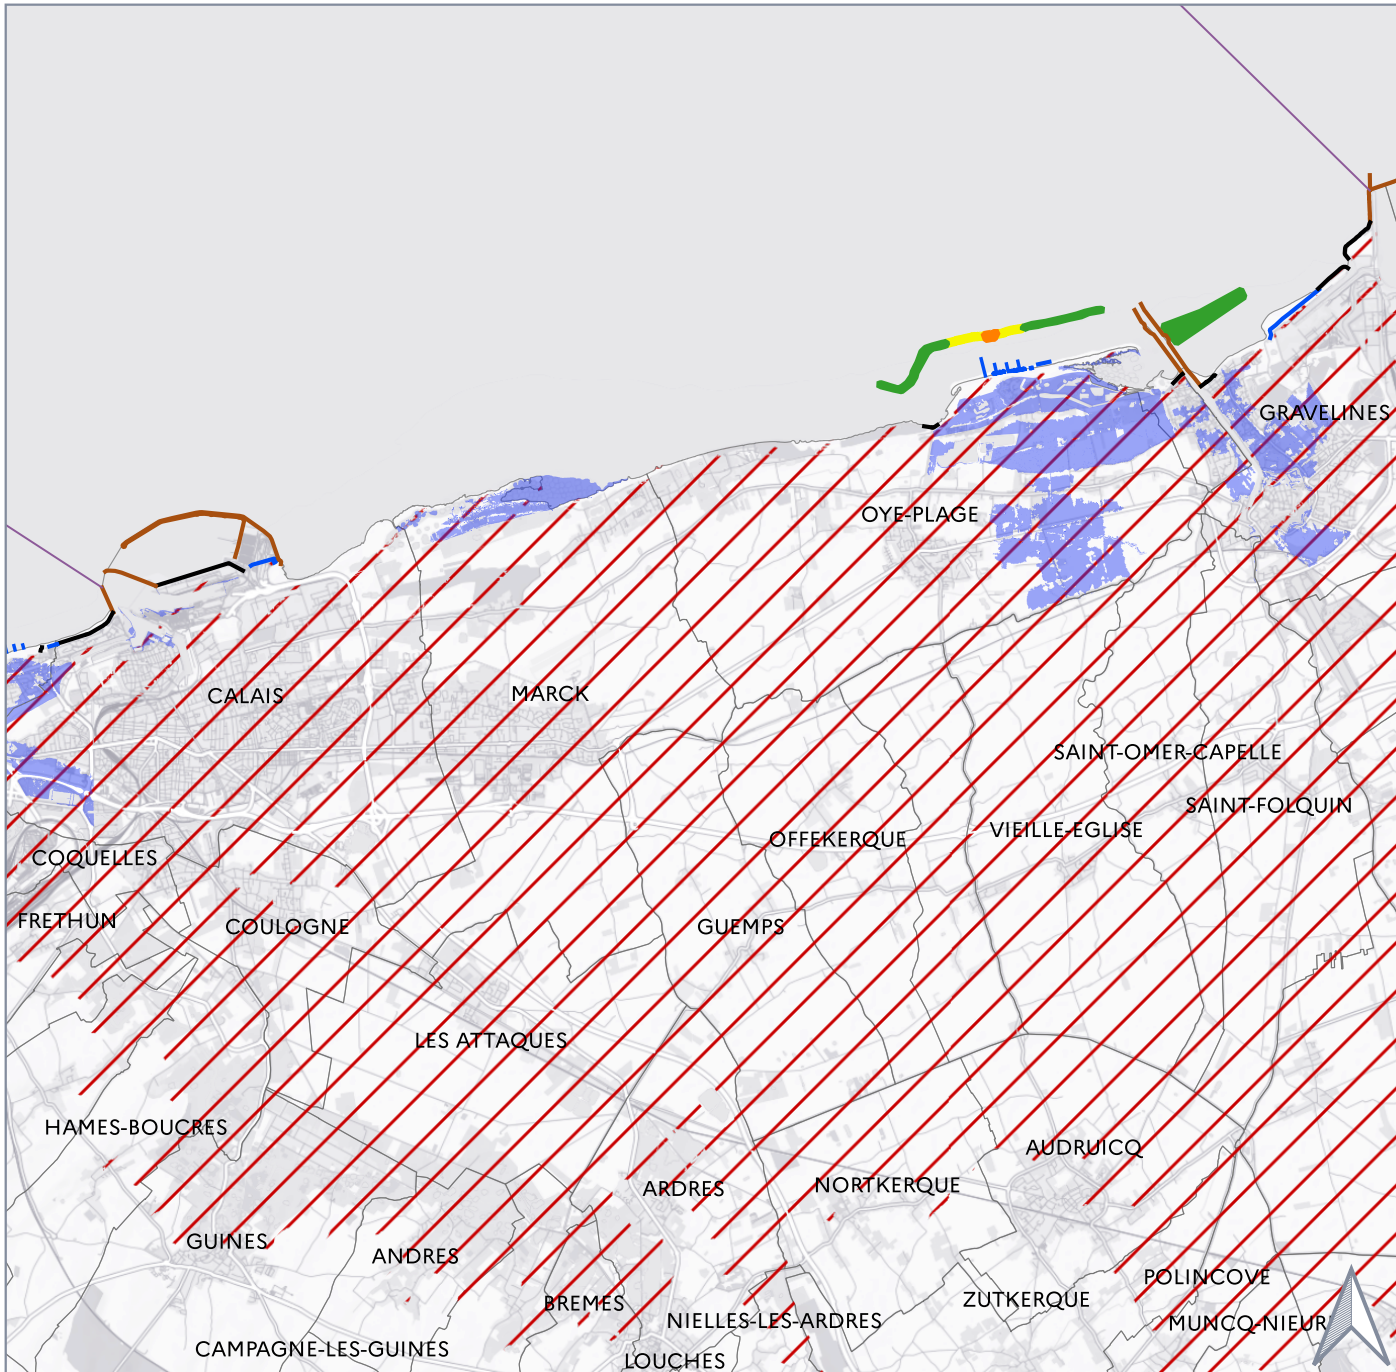 GRAVELINES
OYE-PLAGE
CALAIS
MARCK
SAINT-OMER-CAPELLE
SAINT-FOLQUIN
VIEILLE-EGLISE
OFFEKERQUE
COQUELLES
FRETHUN
COULOGNE
GUEMPS
LES ATTAQUES
HAMES-BOUCRES
AUDRUICQ
NORTKERQUE
ARDRES
GUINES
ANDRES
POLINCOVE
ZUTKERQUE
BREMES
NIELLES-LES-ARDRES
MUNCQ-NIEUR
CAMPAGNE-LES-GUINES
LOUCHES